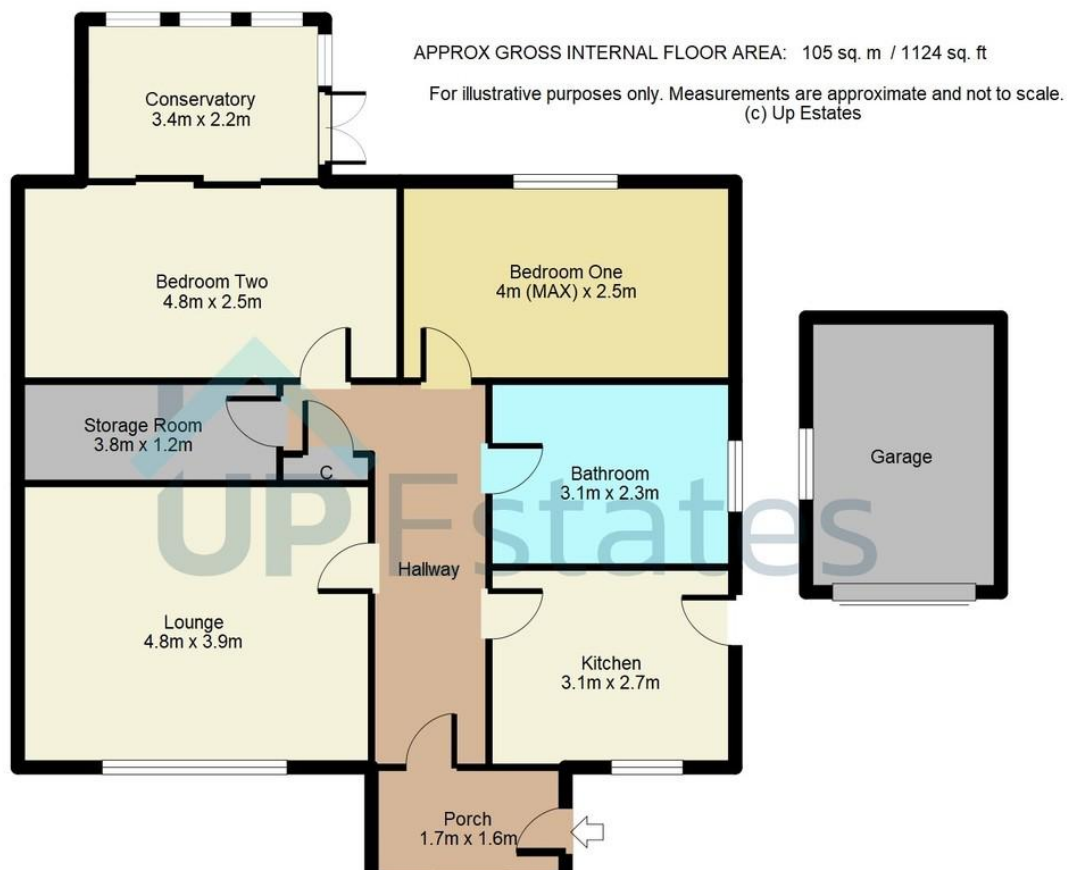 APPROX GROSS INTERNAL FLOOR AREA: 105 sq. m / 1124 sq. ft
For illustrative purposes only. Measurements are approximate and not to scale.
(c) Up Estates
Conservatory
3.4m x 2.2m
Bedroom Two
4.8m x 2.5m
Bedroom One
4m (MAX) x 2.5m
Storage Room
3.8m x 1.2m
C
Bathroom
3.1m x 2.3m
Garage
UP Estates
Hallway
Lounge
4.8m x 3.9m
Kitchen
3.1m x 2.7m
Porch
1.7m x 1.6m